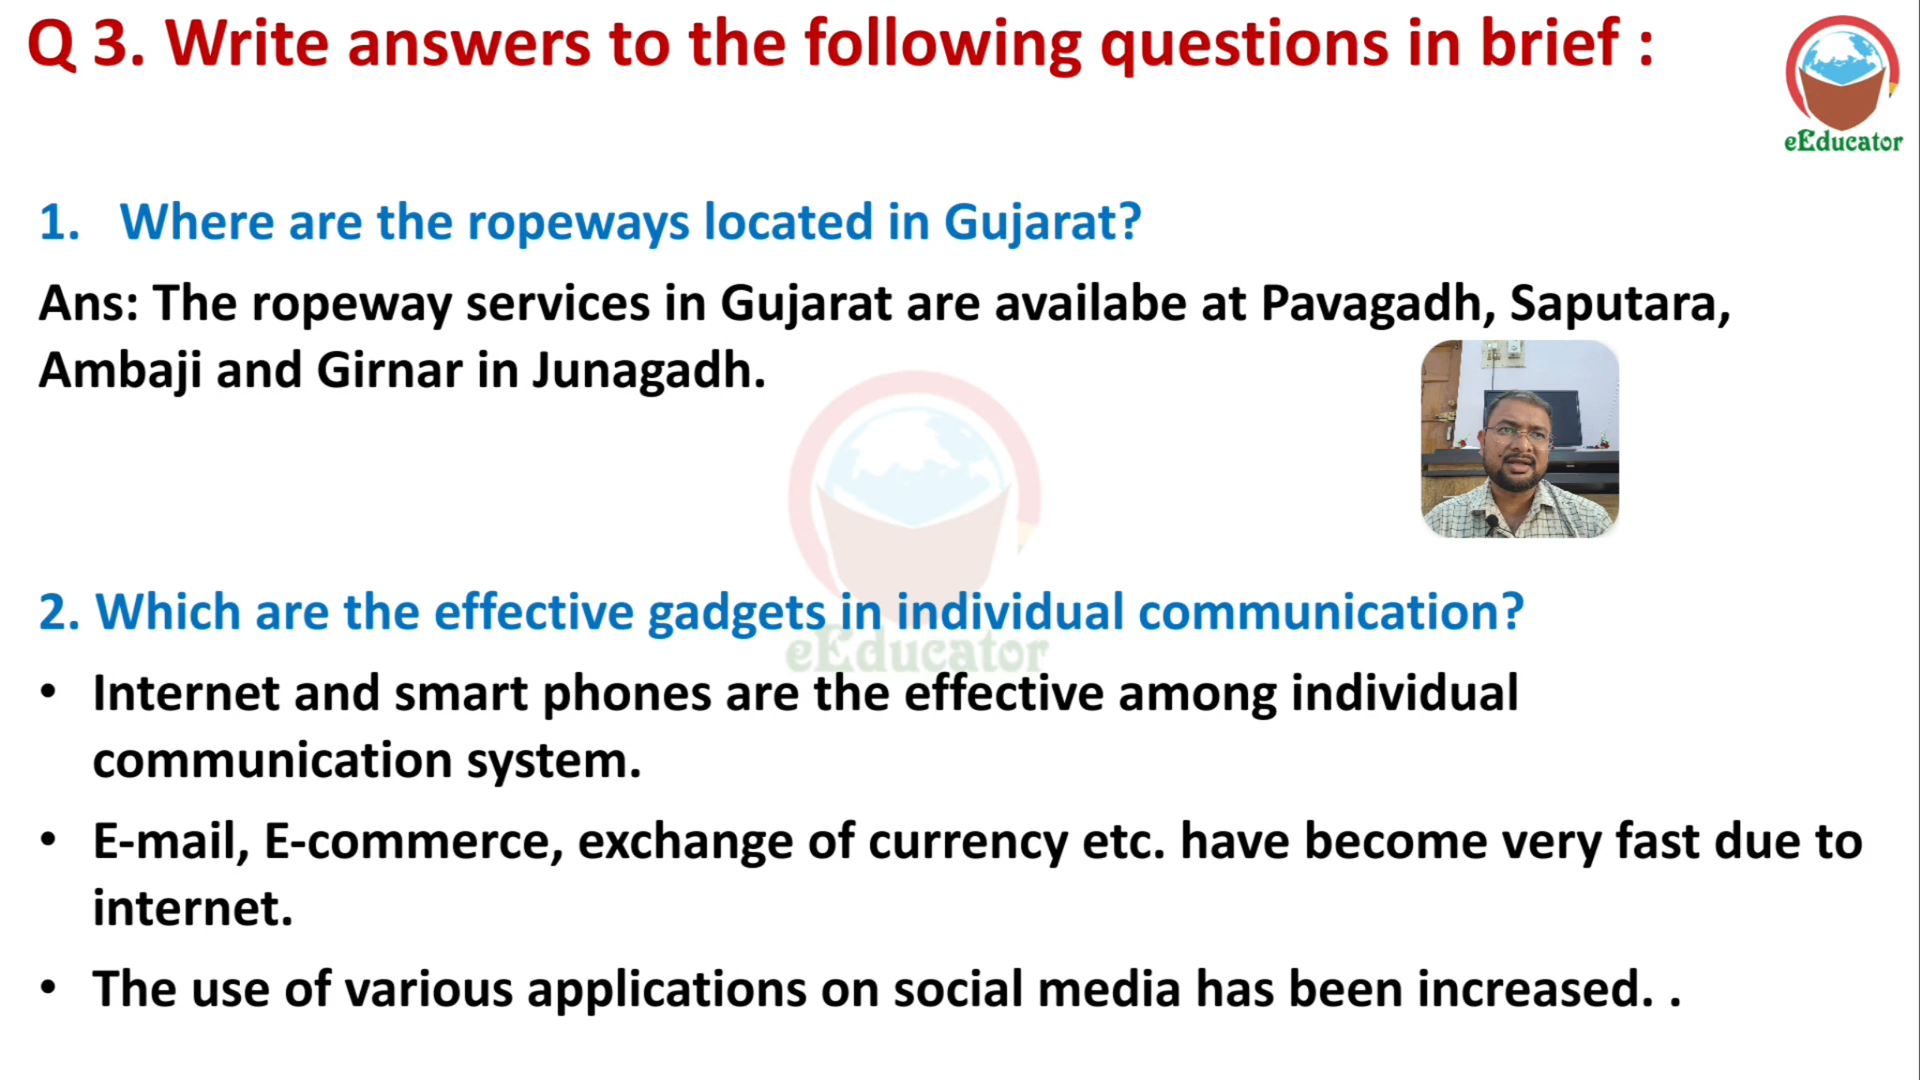 Q 3. Write answers to the following questions in brief :
eEducator
1. Where are the ropeways located in Gujarat?
Ans: The ropeway services in Gujarat are availabe at Pavagadh, Saputara,
Ambaji and Girnar in Junagadh.
2. Which are the effective gadgets in individual communication?
eEducator
• Internet and smart phones are the effective among individual
communication system.
• E-mail, E-commerce, exchange of currency etc. have become very fast due to
internet.
• The use of various applications on social media has been increased. .